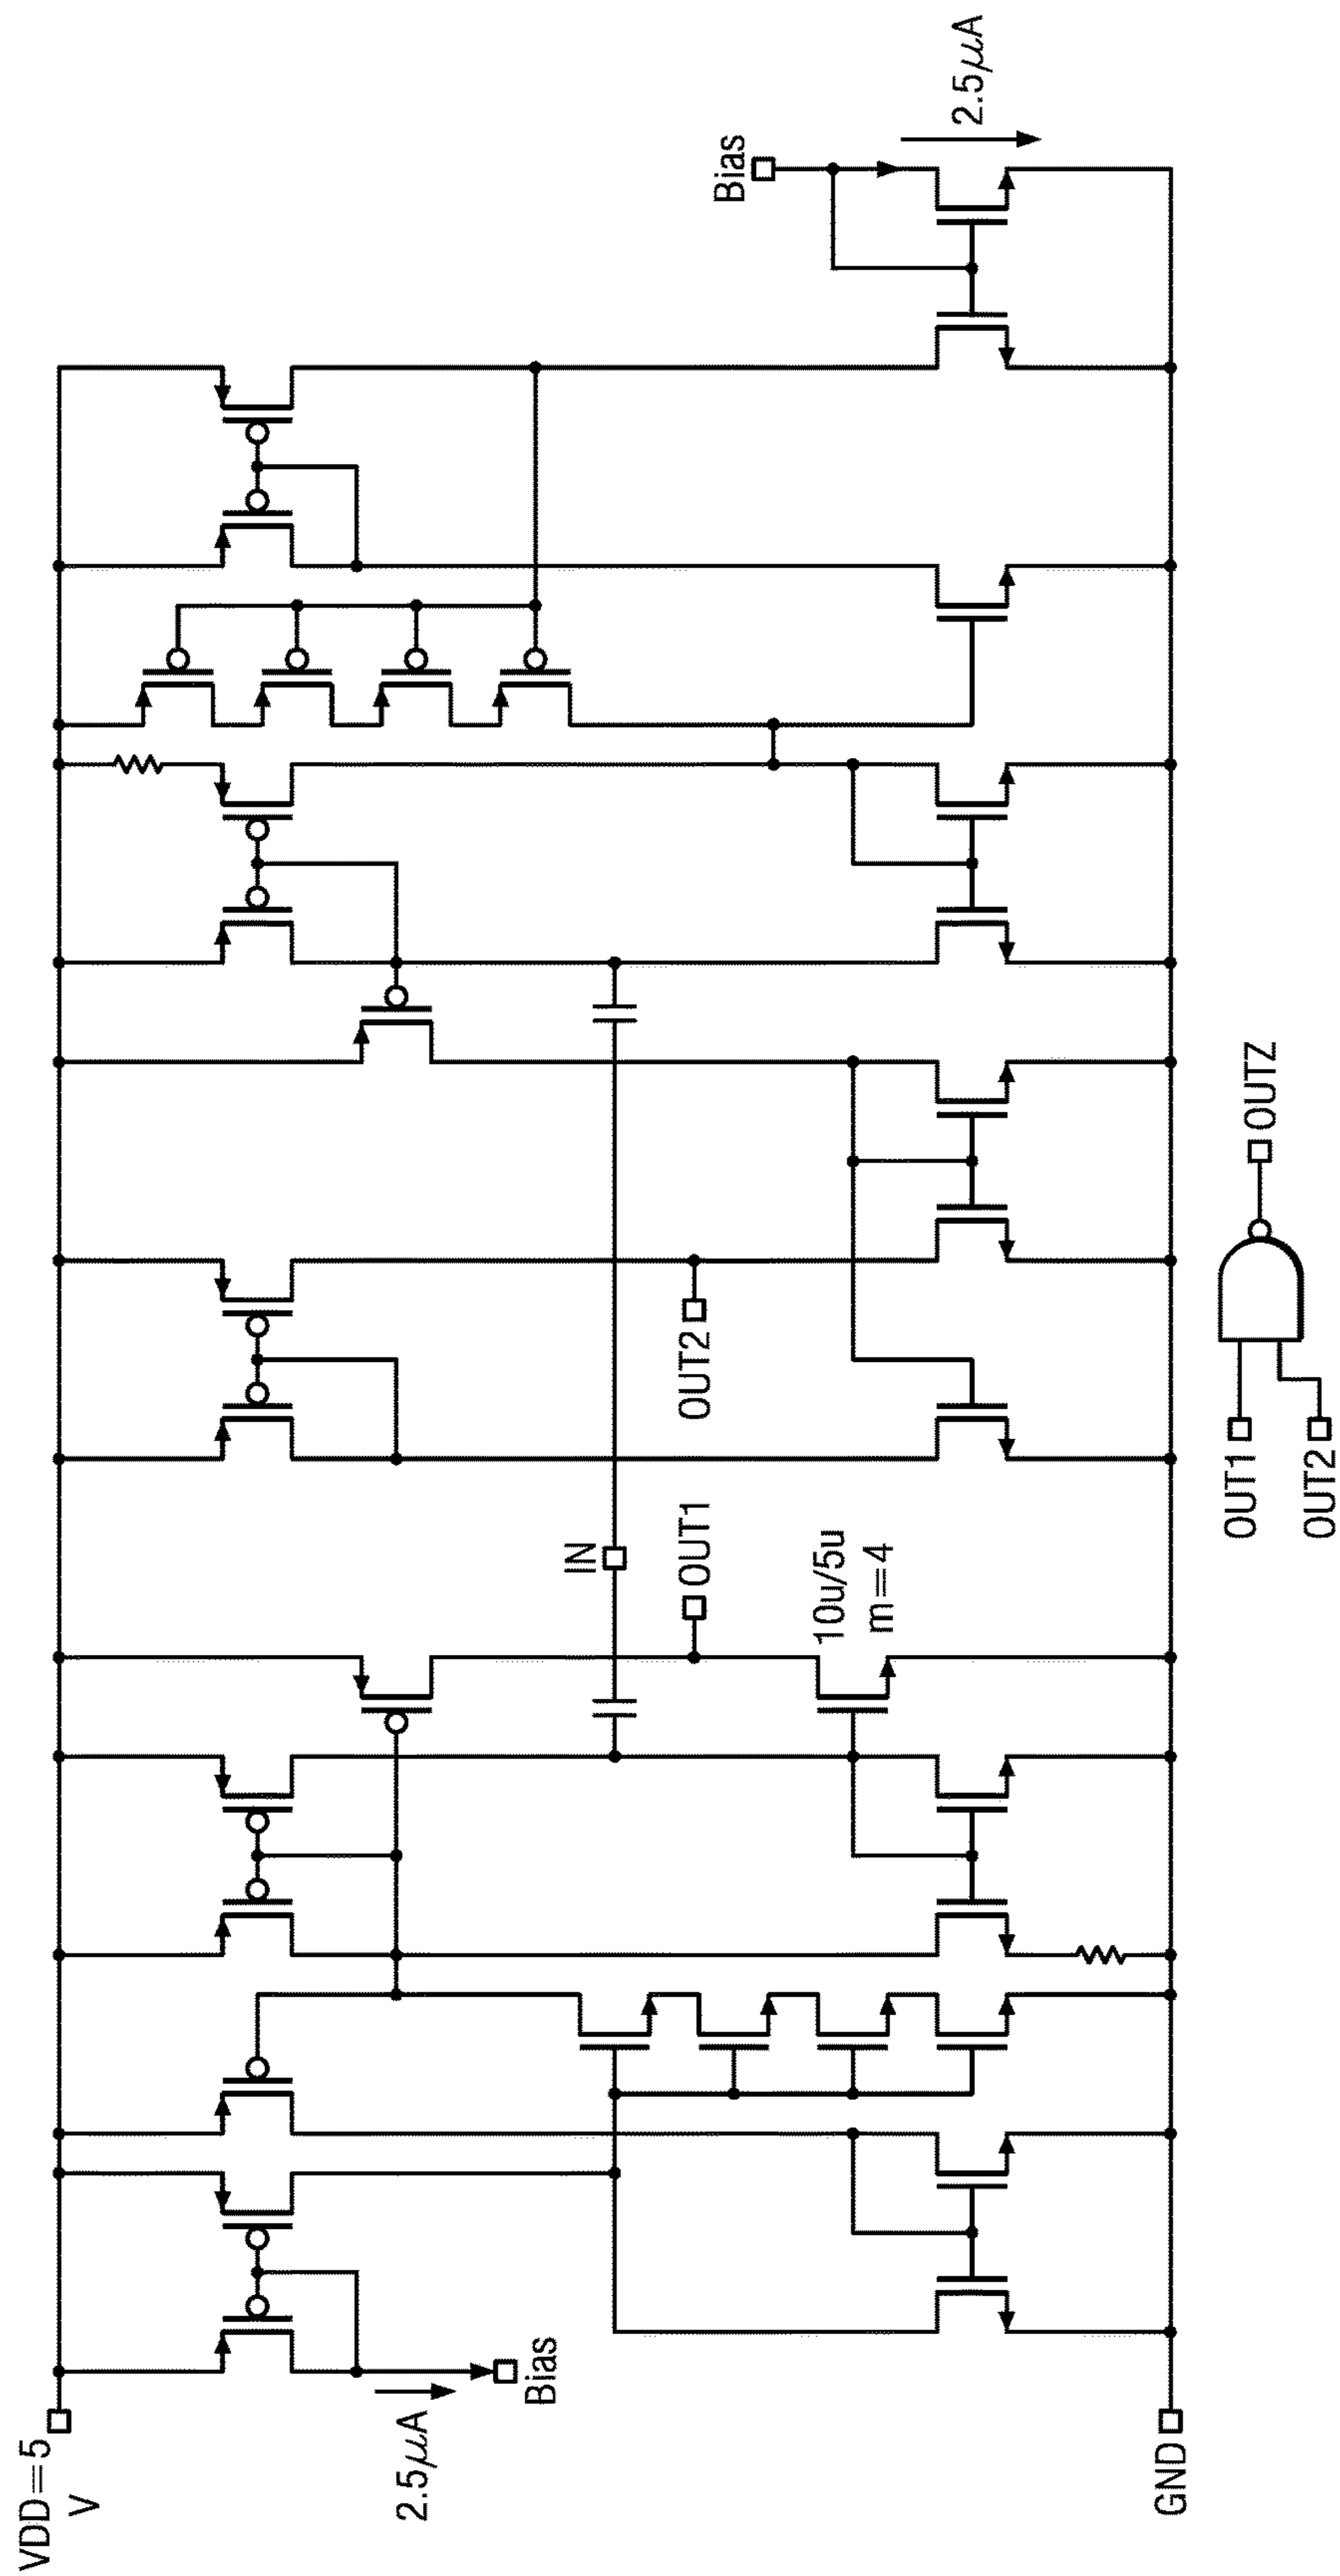 VDD=5
V
2.5μA
Bias
GND
IN
OUT1
10u/5u
m=4
OUT2
Bias
2.5μA
OUT1
OUT2
OUTZ